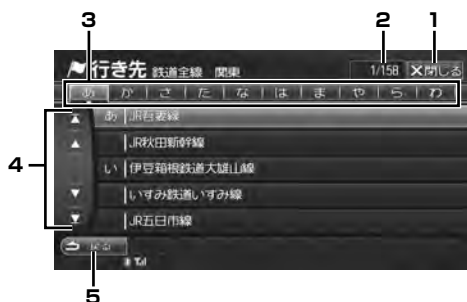 3 2 1
行き先 鉄道全線 関東 1/158 ×閉じる
あ か さ た な は ま や ら わ
あ JR吾妻線
JR秋田新幹線
い 伊豆箱根鉄道大雄山線
4
いすみ鉄道いすみ線
JR五日市線
戻る
5